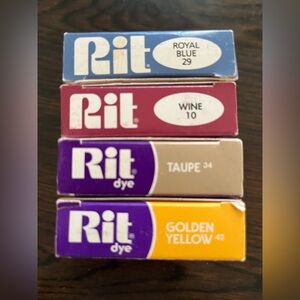 Rit
ROYAL
BLUE
29
Rit
WINE
10
Rit
dye
TAUPE 34
Rit
dye
GOLDEN
YELLOW 42